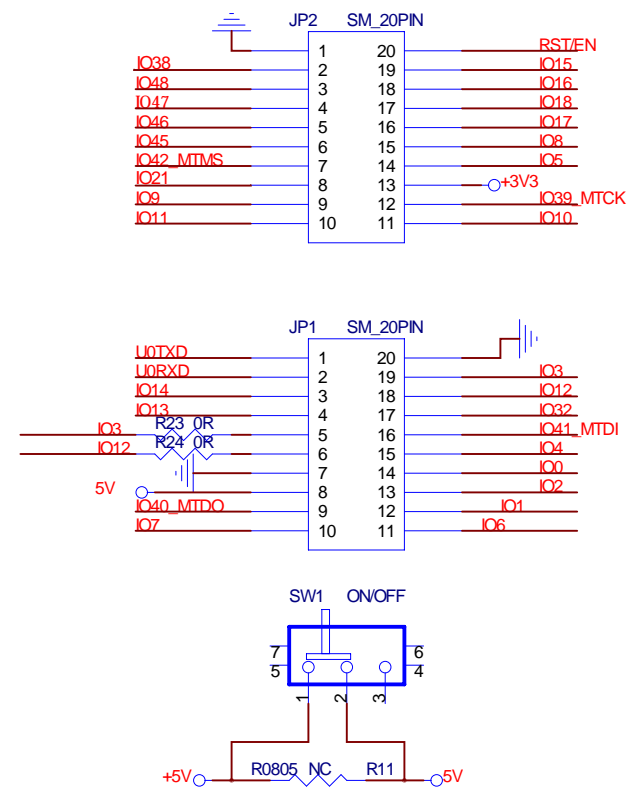 JP2 SM_20PIN
1 20 RST/EN
IO38 2 19 IO15
IO48 3 18 IO16
IO47 4 17 IO18
IO46 5 16 IO17
IO45 6 15 IO8
IO42_MTMS 7 14 IO5
IO21 8 13 +3V3
IO9 9 12 IO39_MTCK
IO11 10 11 IO10
JP1 SM_20PIN
U0TXD 1 20
U0RXD 2 19 IO3
IO14 3 18 IO12
IO13 4 17 IO32
IO3 R23 0R 5 16 IO41_MTDI
IO12 R24 0R 6 15 IO4
7 14 IO0
5V 8 13 IO2
IO40_MTDO 9 12 IO1
IO7 10 11 IO6
SW1 ON/OFF
7 6
5 4
1 2 3
+5V R0805 NC R11 5V